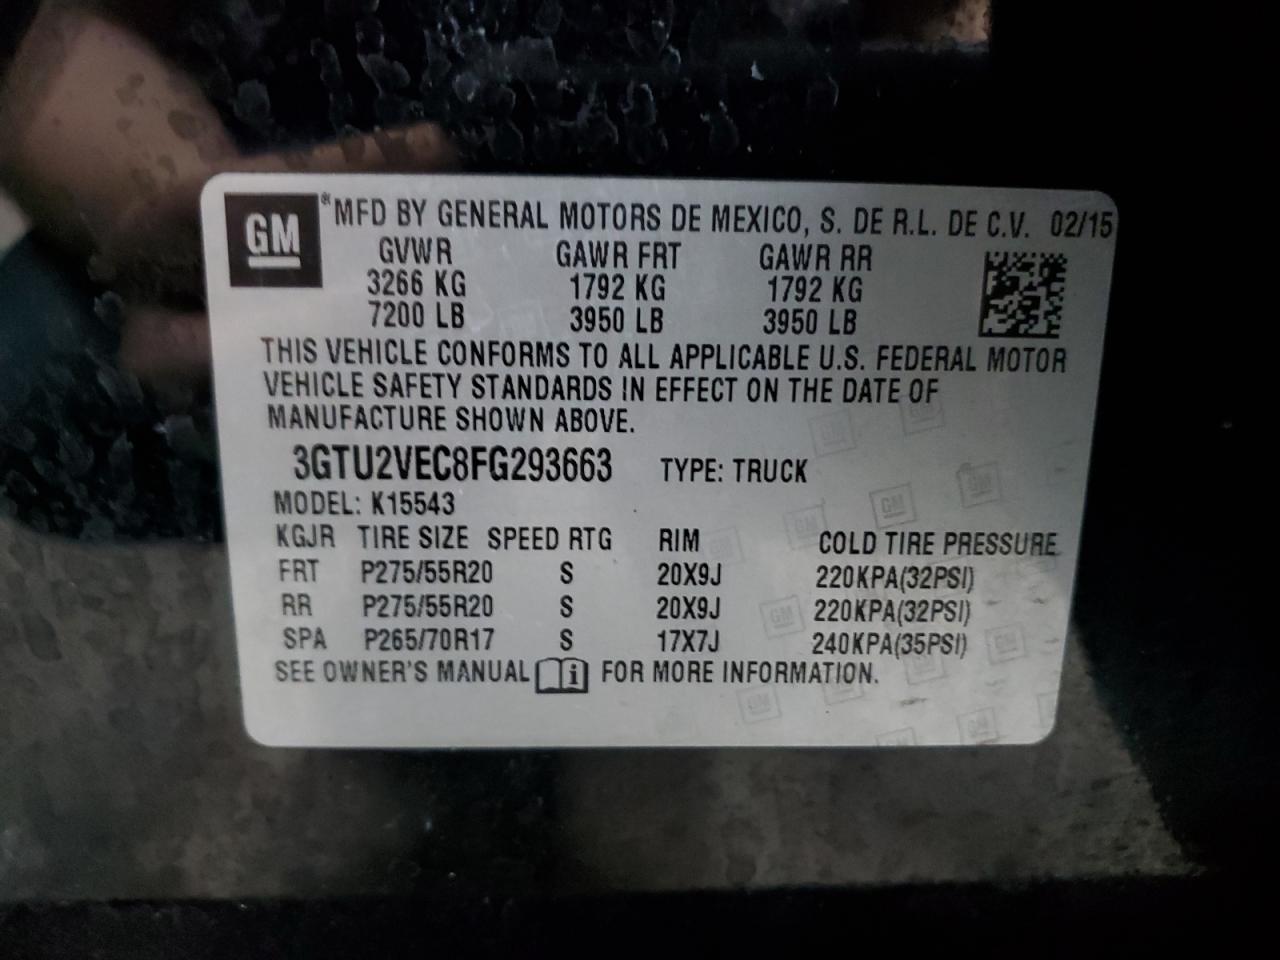 GM *MFD BY GENERAL MOTORS DE MEXICO, S. DE R.L. DE C.V. 02/15
GVWR GAWR FRT GAWR RR
3266 KG 1792 KG 1792 KG
7200 LB 3950 LB 3950 LB
THIS VEHICLE CONFORMS TO ALL APPLICABLE U.S. FEDERAL MOTOR
VEHICLE SAFETY STANDARDS IN EFFECT ON THE DATE OF
MANUFACTURE SHOWN ABOVE.
3GTU2VEC8FG293663 TYPE: TRUCK
MODEL: K15543
KGJR TIRE SIZE SPEED RTG RIM COLD TIRE PRESSURE
FRT P275/55R20 S 20X9J 220KPA(32PSI)
RR P275/55R20 S 20X9J 220KPA(32PSI)
SPA P265/70R17 S 17X7J 240KPA(35PSI)
SEE OWNER'S MANUAL i FOR MORE INFORMATION.